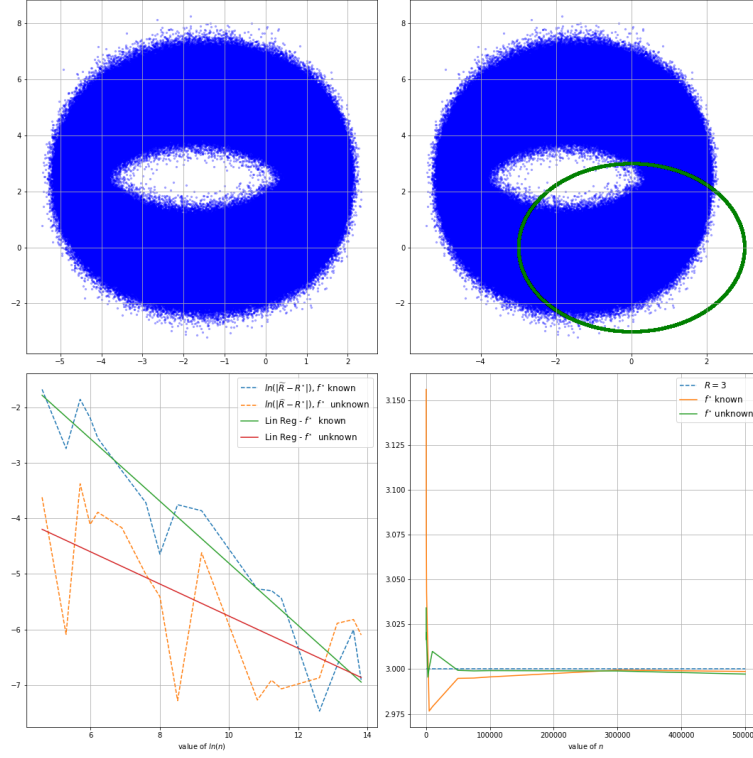 8
6
4
2
0
−2
−5 −4 −3 −2 −1 0 1 2
8
6
4
2
0
−2
−4 −2 0 2
ln(|R̃ − R*|), f* known
ln(|R̃ − R*|), f* unknown
Lin Reg - f* known
Lin Reg - f* unknown
−2
−3
−4
−5
−6
−7
6 8 10 12 14
value of ln(n)
R = 3
f* known
f* unknown
3.150
3.125
3.100
3.075
3.050
3.025
3.000
2.975
0 100000 200000 300000 400000 50000
value of n